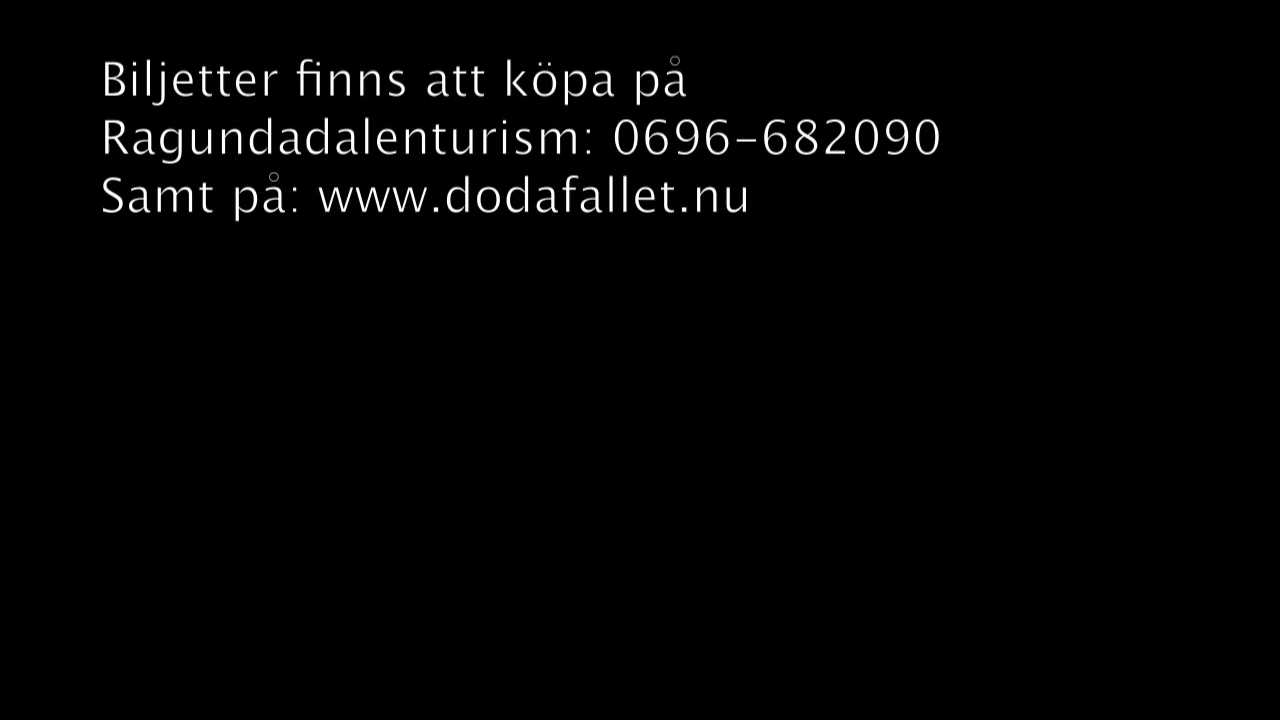 Biljetter finns att köpa på
Ragundadalenturism: 0696-682090
Samt på: www.dodafallet.nu